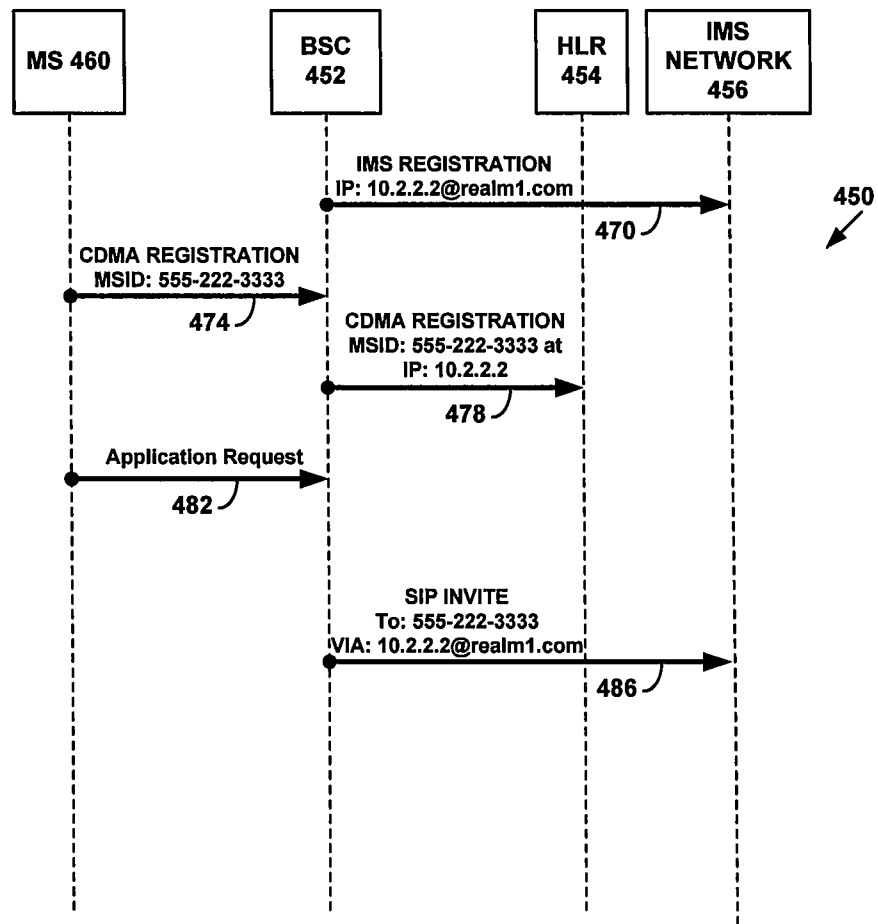 MS 460
BSC
452
HLR
454
IMS
NETWORK
456
IMS REGISTRATION
IP: 10.2.2.2@realm1.com
470
450
CDMA REGISTRATION
MSID: 555-222-3333
474
CDMA REGISTRATION
MSID: 555-222-3333 at
IP: 10.2.2.2
478
Application Request
482
SIP INVITE
To: 555-222-3333
VIA: 10.2.2.2@realm1.com
486